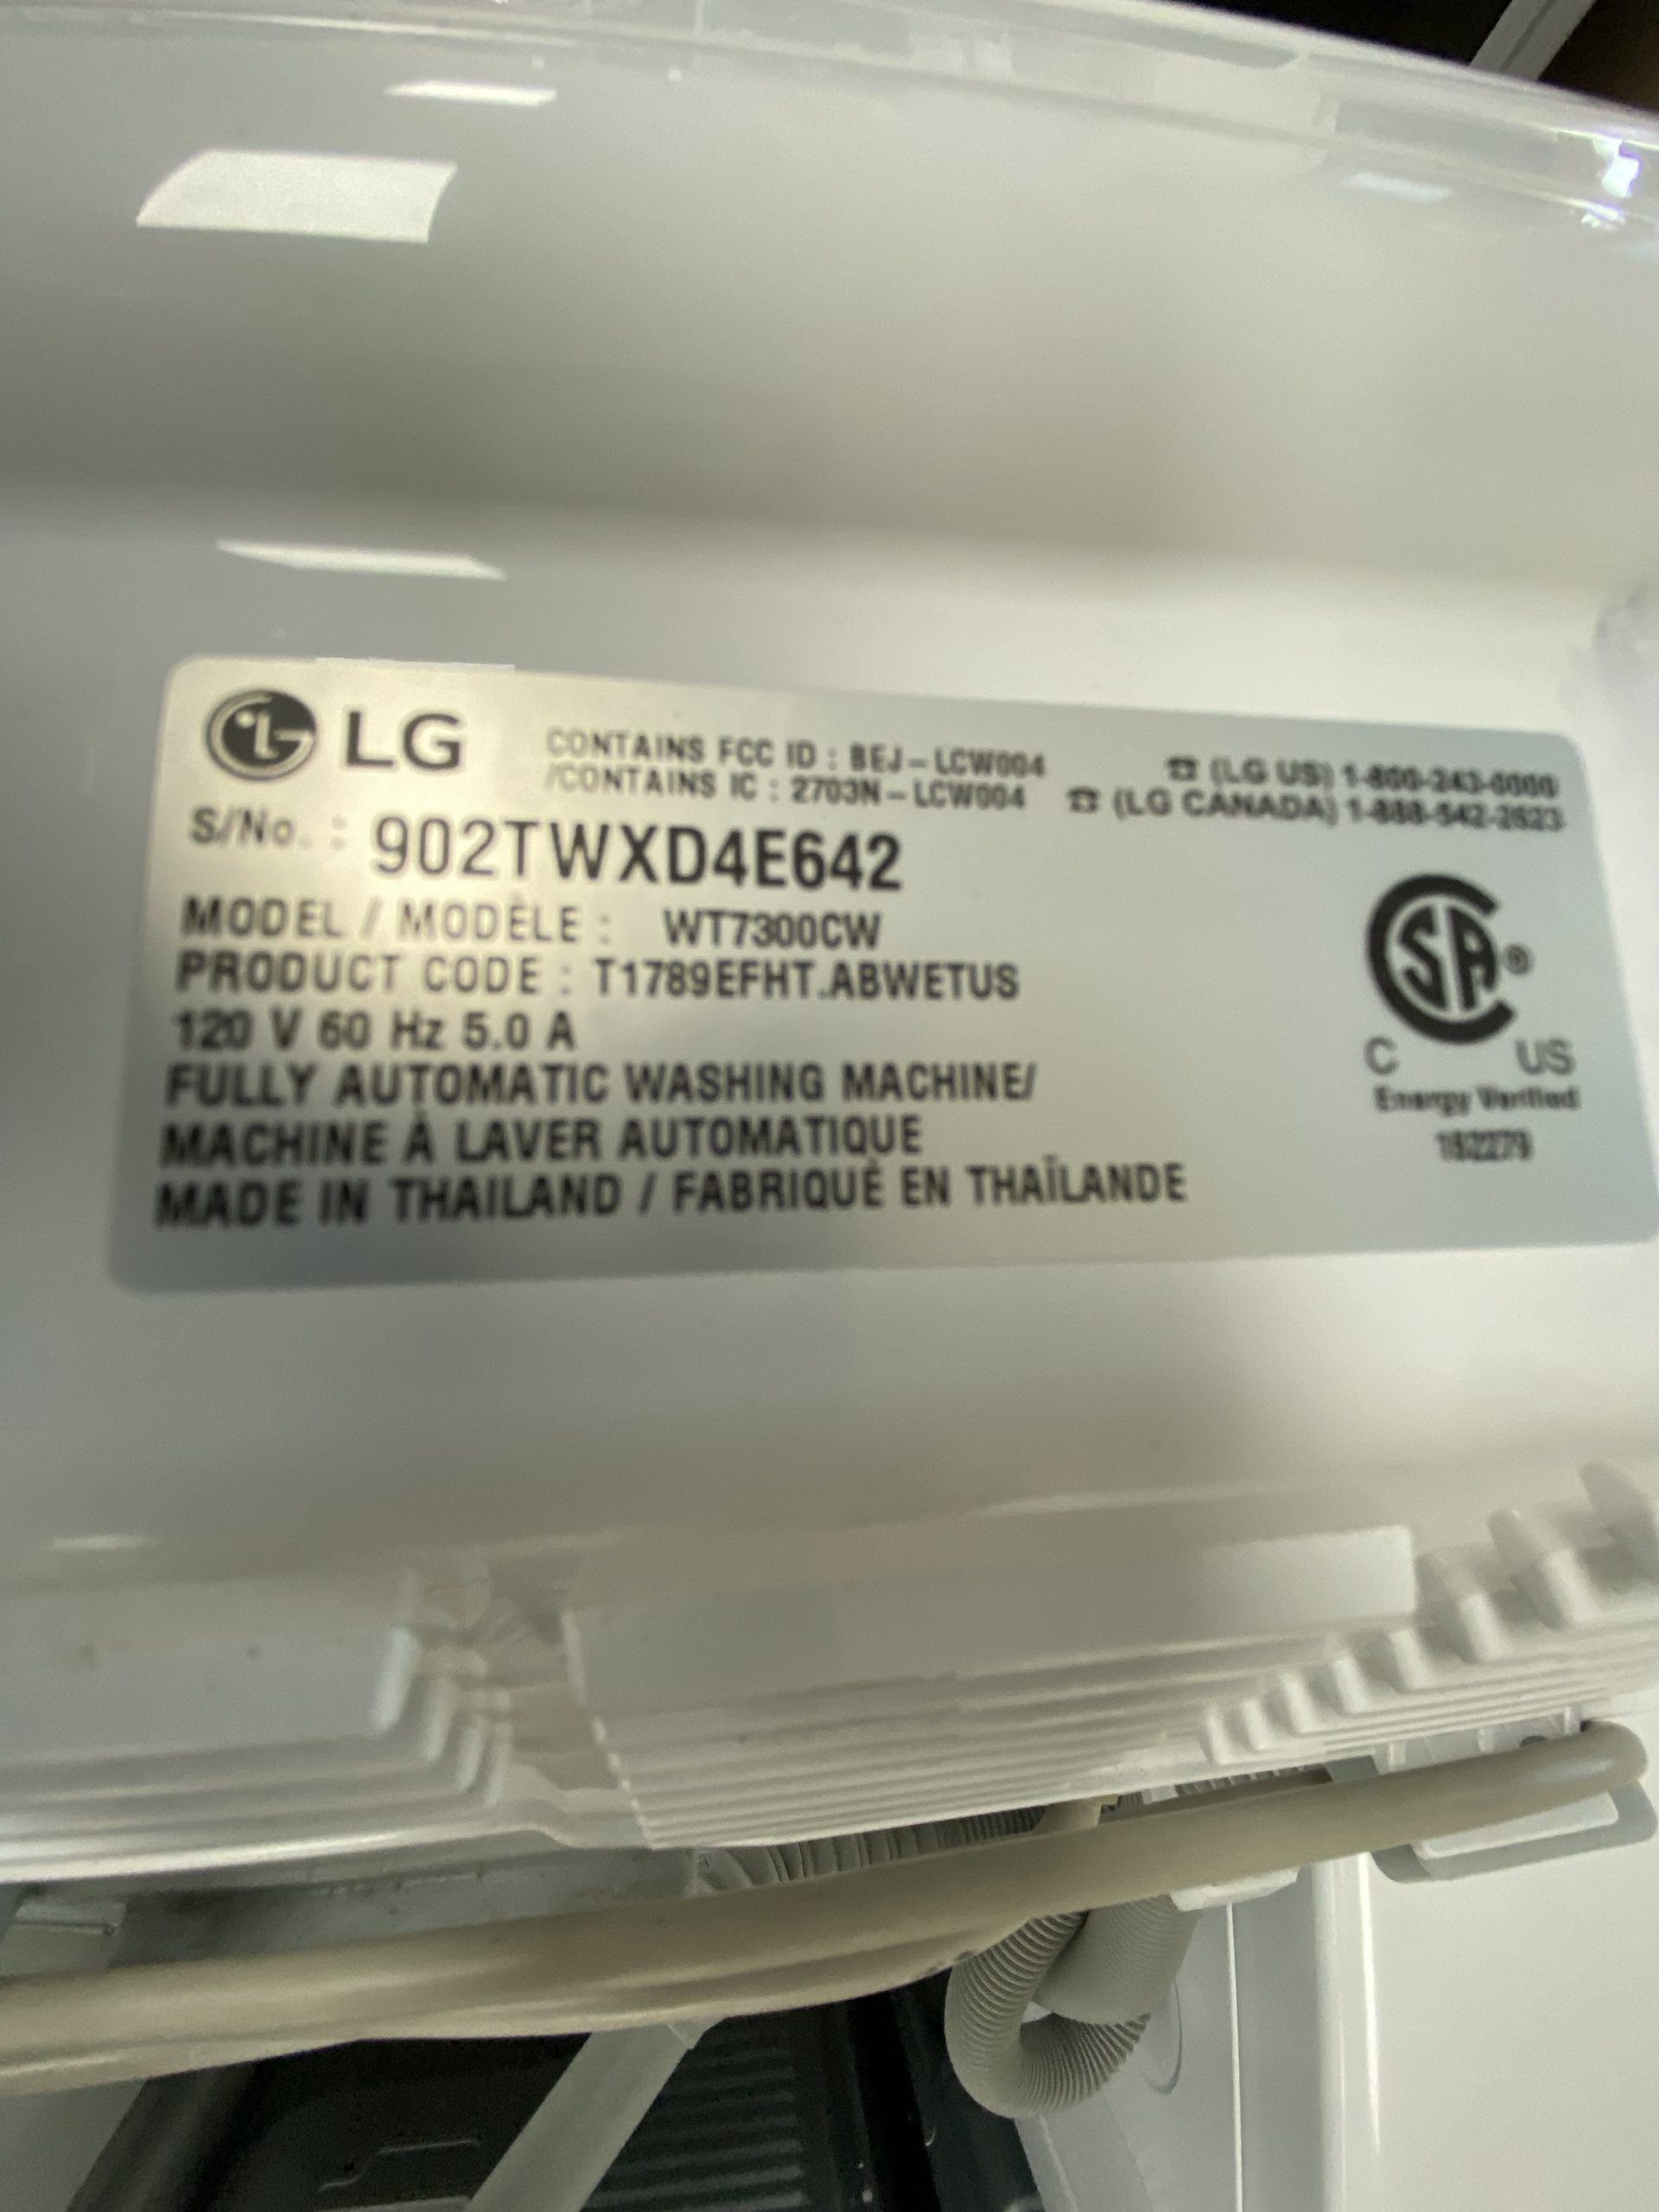 LG
CONTAINS FCC ID : BEJ-LCW004
/CONTAINS IC : 2703N-LCW004
☎ (LG US) 1-800-243-0000
☎ (LG CANADA) 1-888-542-2623
S/No. : 902TWXD4E642
MODEL / MODÈLE : WT7300CW
PRODUCT CODE : T1789EFHT.ABWETUS
120 V 60 Hz 5.0 A
FULLY AUTOMATIC WASHING MACHINE/
MACHINE À LAVER AUTOMATIQUE
MADE IN THAILAND / FABRIQUÉ EN THAÏLANDE
SA®
C US
Energy Verified
182279